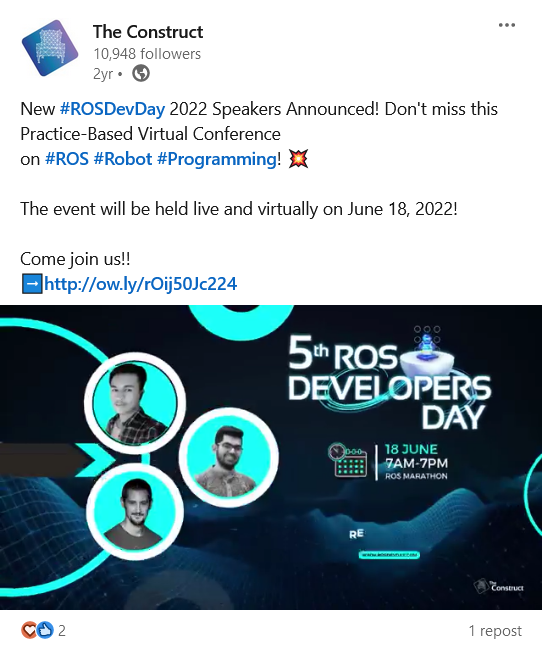 The Construct
10,948 followers
2yr •
New #ROSDevDay 2022 Speakers Announced! Don't miss this
Practice-Based Virtual Conference
on #ROS #Robot #Programming! 💥
The event will be held live and virtually on June 18, 2022!
Come join us!!
➡️http://ow.ly/rOij50Jc224
5th ROS
DEVELOPERS
DAY
18 JUNE
7AM-7PM
ROS MARATHON
RE
The Construct
2
1 repost